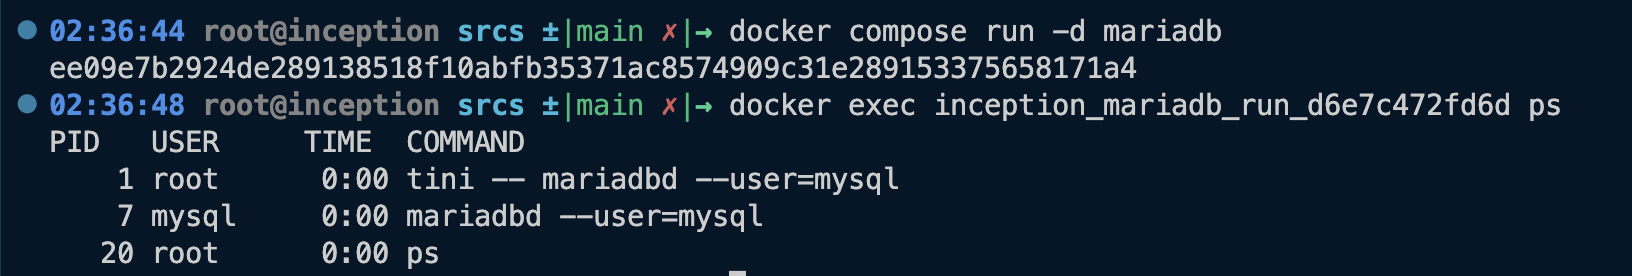 02:36:44 root@inception srcs ±|main ✗|→ docker compose run -d mariadb
ee09e7b2924de289138518f10abfb35371ac8574909c31e289153375658171a4
02:36:48 root@inception srcs ±|main ✗|→ docker exec inception_mariadb_run_d6e7c472fd6d ps
PID   USER     TIME  COMMAND
    1 root      0:00 tini -- mariadbd --user=mysql
    7 mysql     0:00 mariadbd --user=mysql
   20 root      0:00 ps